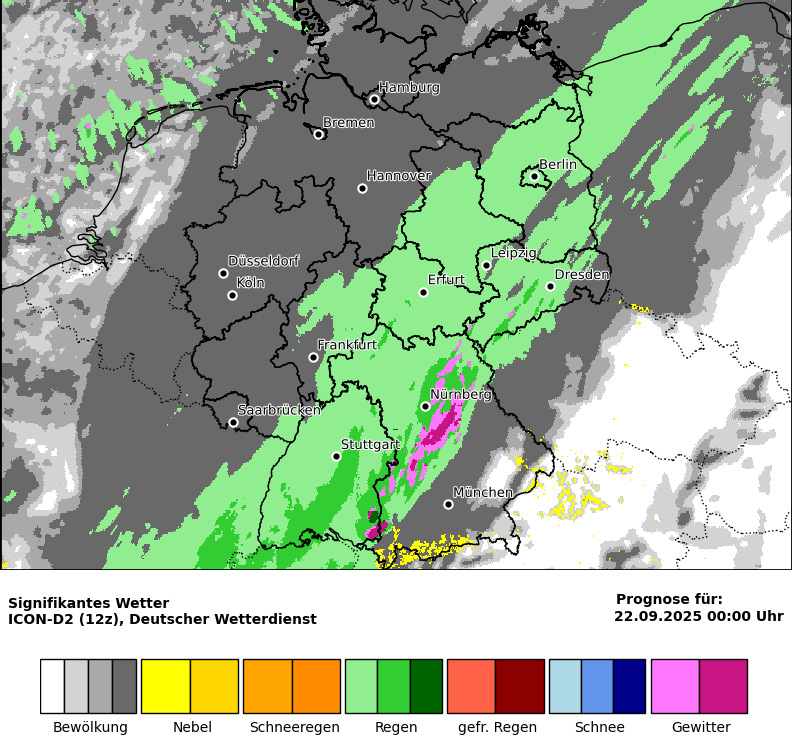 Hamburg
Bremen
Berlin
Hannover
Leipzig
Düsseldorf
Dresden
Köln
Erfurt
Frankfurt
Nürnberg
Saarbrücken
Stuttgart
München
Signifikantes Wetter
ICON-D2 (12z), Deutscher Wetterdienst
Prognose für:
22.09.2025 00:00 Uhr
Bewölkung
Nebel
Schneeregen
Regen
gefr. Regen
Schnee
Gewitter